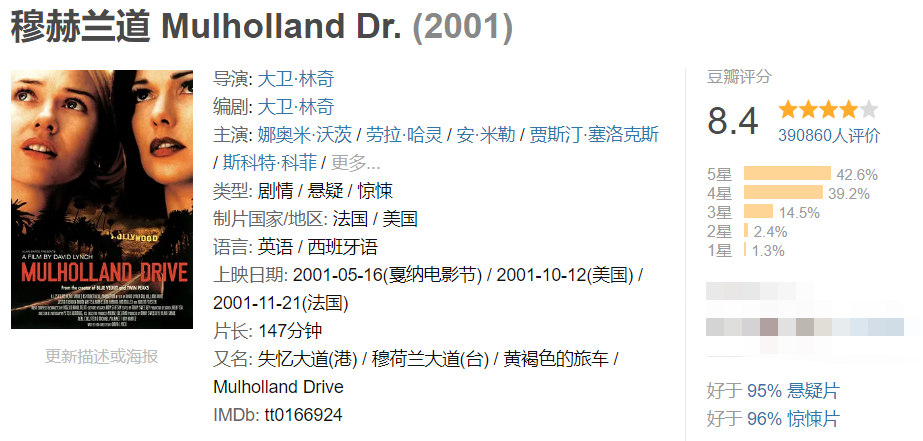 穆赫兰道 Mulholland Dr. (2001)
HOLLYWOOD
A FILM BY DAVID LYNCH
MULHOLLAND DRIVE
From the creator of BLUE VELVET and TWIN PEAKS
更新描述或海报
导演: 大卫·林奇
编剧: 大卫·林奇
主演: 娜奥米·沃茨 / 劳拉·哈灵 / 安·米勒 / 贾斯汀·塞洛克斯
/ 斯科特·科菲 / 更多...
类型: 剧情 / 悬疑 / 惊悚
制片国家/地区: 法国 / 美国
语言: 英语 / 西班牙语
上映日期: 2001-05-16(戛纳电影节) / 2001-10-12(美国) /
2001-11-21(法国)
片长: 147分钟
又名: 失忆大道(港) / 穆荷兰大道(台) / 黄褐色的旅车 /
Mulholland Drive
IMDb: tt0166924
豆瓣评分
8.4
390860人评价
5星 42.6%
4星 39.2%
3星 14.5%
2星 2.4%
1星 1.3%
好于 95% 悬疑片
好于 96% 惊悚片